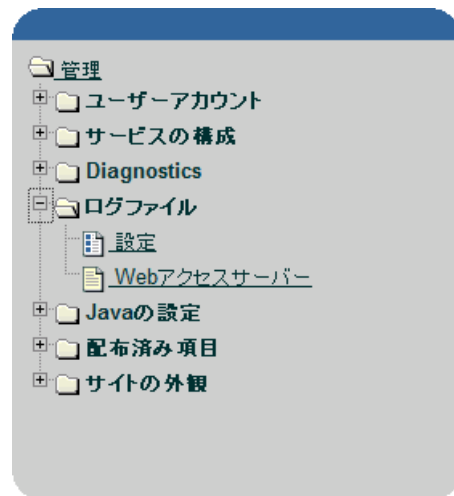 管理
ユーザーアカウント
サービスの構成
Diagnostics
ログファイル
設定
Webアクセスサーバー
Javaの設定
配布済み項目
サイトの外観